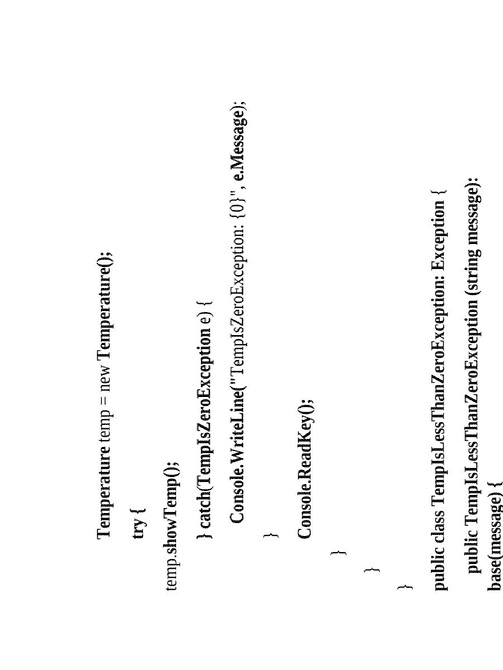 Temperature temp = new Temperature();
try {
temp.showTemp();
} catch(TempIsZeroException e) {
Console.WriteLine("TempIsZeroException: {0}", e.Message);
}
Console.ReadKey();
}
}
}
public class TempIsLessThanZeroException: Exception {
public TempIsLessThanZeroException (string message):
base(message) {